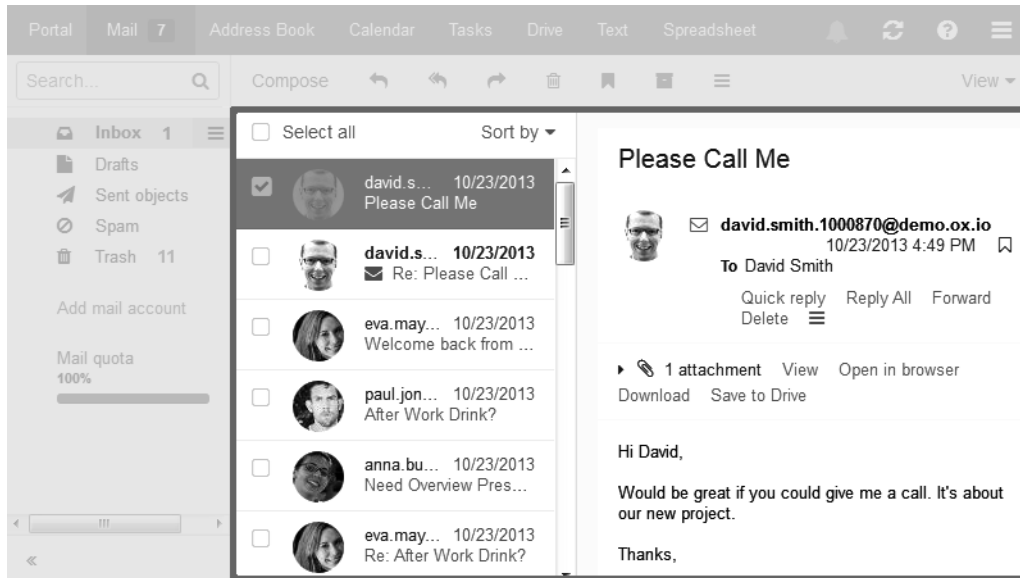 Portal Mail 7 Address Book Calendar Tasks Drive Text Spreadsheet
Search...
Compose
View
Inbox 1
Drafts
Sent objects
Spam
Trash 11
Add mail account
Mail quota
100%
Select all Sort by
david.s... 10/23/2013
Please Call Me
david.s... 10/23/2013
Re: Please Call ...
eva.may... 10/23/2013
Welcome back from ...
paul.jon... 10/23/2013
After Work Drink?
anna.bu... 10/23/2013
Need Overview Pres...
eva.may... 10/23/2013
Re: After Work Drink?
Please Call Me
david.smith.1000870@demo.ox.io
10/23/2013 4:49 PM
To David Smith
Quick reply Reply All Forward
Delete
1 attachment View Open in browser
Download Save to Drive
Hi David,
Would be great if you could give me a call. It's about
our new project.
Thanks,